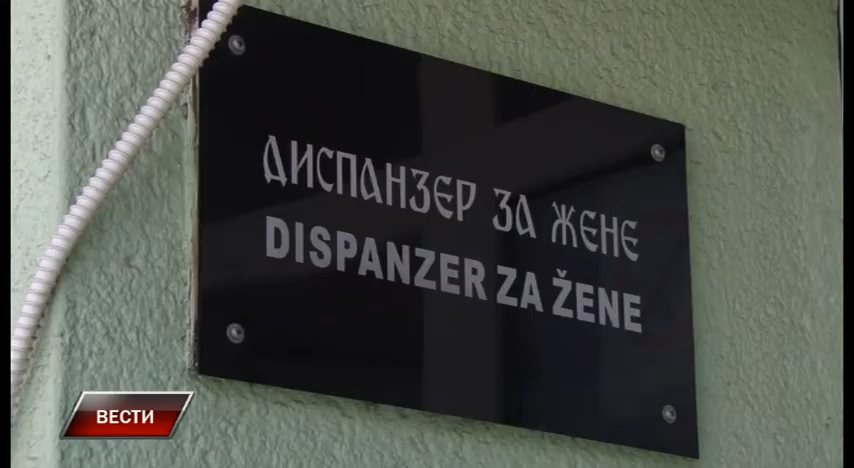 ДИСПАНЗЕР ЗА ЖЕНЕ
DISPANZER ZA ŽENE
ВЕСТИ